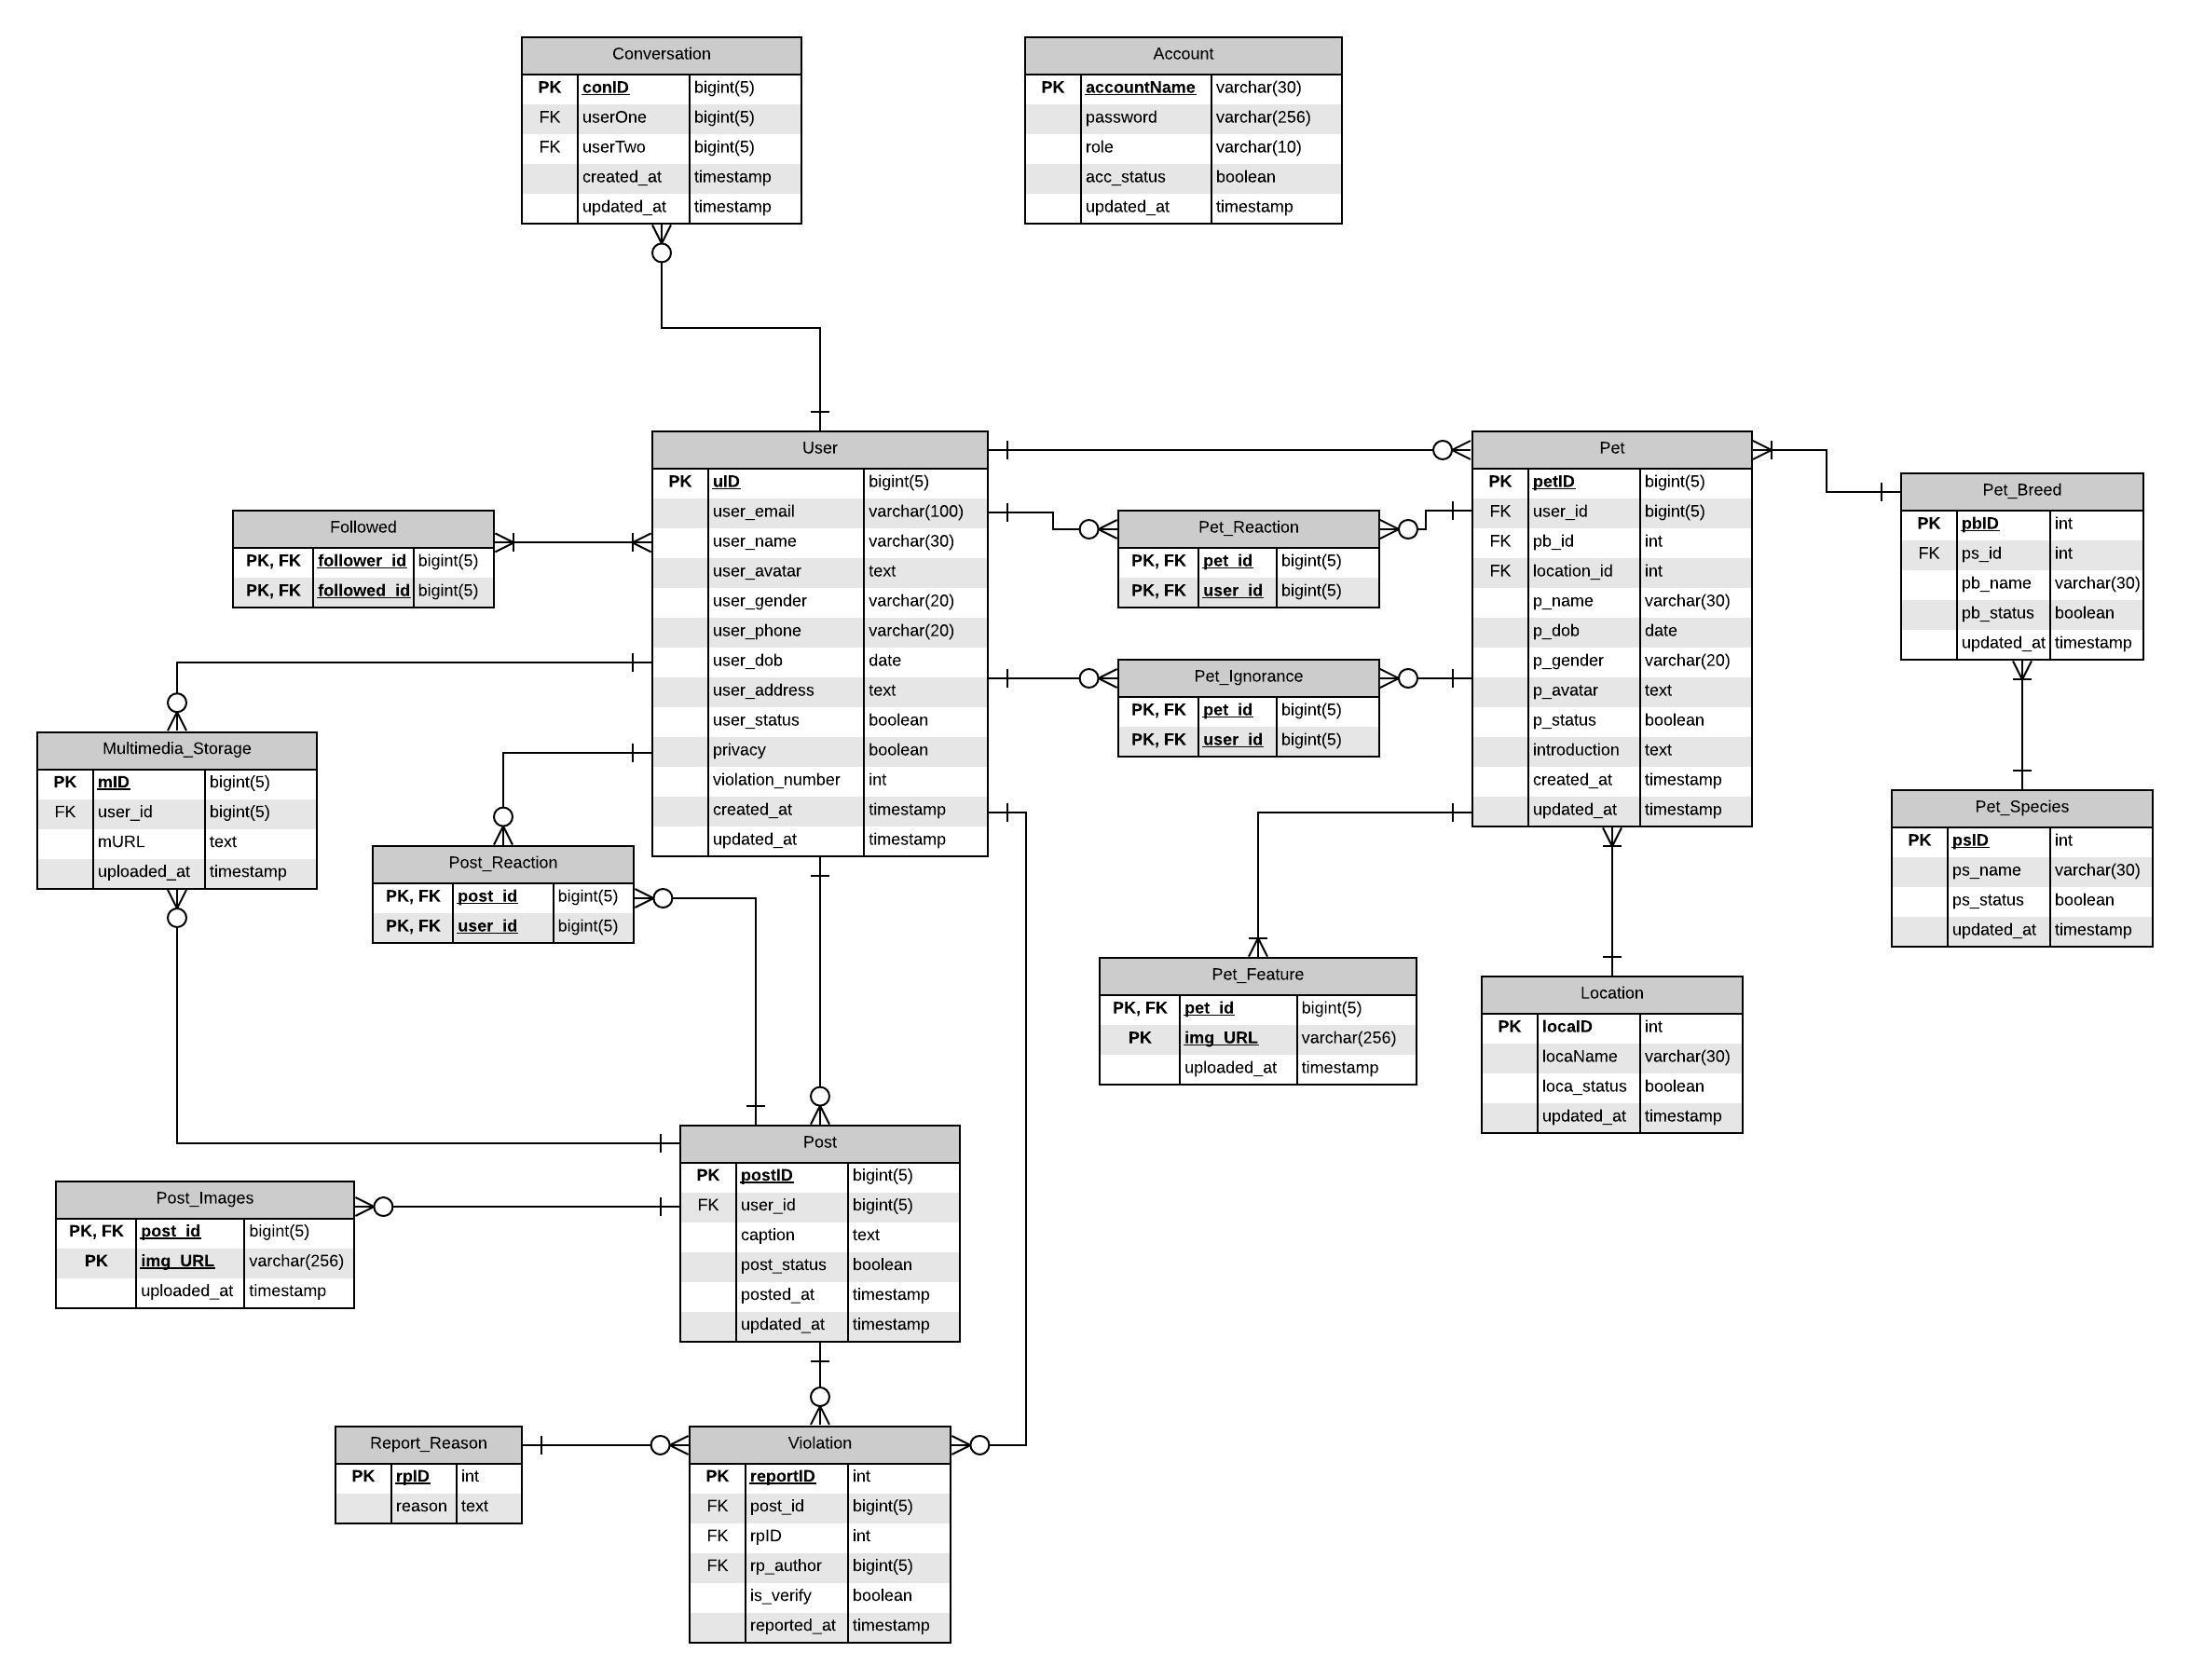 Conversation
PK conID bigint(5)
FK userOne bigint(5)
FK userTwo bigint(5)
created_at timestamp
updated_at timestamp
Account
PK accountName varchar(30)
password varchar(256)
role varchar(10)
acc_status boolean
updated_at timestamp
User
PK uID bigint(5)
user_email varchar(100)
user_name varchar(30)
user_avatar text
user_gender varchar(20)
user_phone varchar(20)
user_dob date
user_address text
user_status boolean
privacy boolean
violation_number int
created_at timestamp
updated_at timestamp
Pet
PK petID bigint(5)
FK user_id bigint(5)
FK pb_id int
FK location_id int
p_name varchar(30)
p_dob date
p_gender varchar(20)
p_avatar text
p_status boolean
introduction text
created_at timestamp
updated_at timestamp
Pet_Breed
PK pbID int
FK ps_id int
pb_name varchar(30)
pb_status boolean
updated_at timestamp
Followed
PK, FK follower_id bigint(5)
PK, FK followed_id bigint(5)
Pet_Reaction
PK, FK pet_id bigint(5)
PK, FK user_id bigint(5)
Pet_Ignorance
PK, FK pet_id bigint(5)
PK, FK user_id bigint(5)
Multimedia_Storage
PK mID bigint(5)
FK user_id bigint(5)
mURL text
uploaded_at timestamp
Pet_Species
PK psID int
ps_name varchar(30)
ps_status boolean
updated_at timestamp
Post_Reaction
PK, FK post_id bigint(5)
PK, FK user_id bigint(5)
Pet_Feature
PK, FK pet_id bigint(5)
PK img_URL varchar(256)
uploaded_at timestamp
Location
PK locaID int
locaName varchar(30)
loca_status boolean
updated_at timestamp
Post
PK postID bigint(5)
FK user_id bigint(5)
caption text
post_status boolean
posted_at timestamp
updated_at timestamp
Post_Images
PK, FK post_id bigint(5)
PK img_URL varchar(256)
uploaded_at timestamp
Report_Reason
PK rpID int
reason text
Violation
PK reportID int
FK post_id bigint(5)
FK rpID int
FK rp_author bigint(5)
is_verify boolean
reported_at timestamp